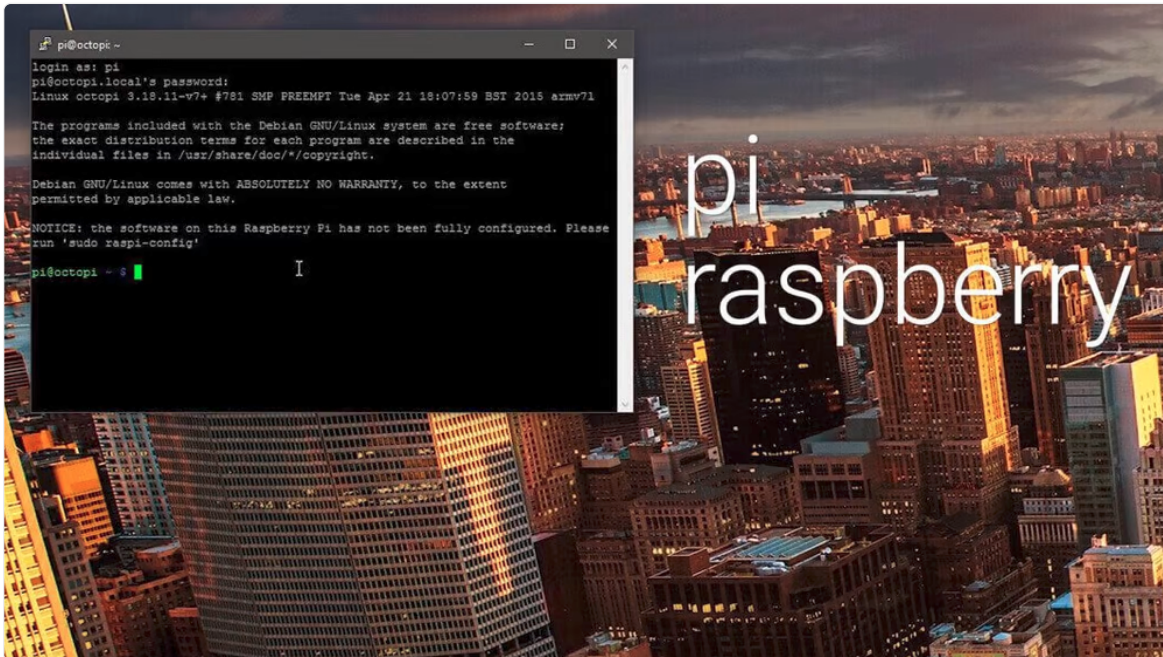 pi@octopi: ~
login as: pi
pi@octopi.local's password:
Linux octopi 3.18.11-v7+ #781 SMP PREEMPT Tue Apr 21 18:07:59 BST 2015 armv7l
The programs included with the Debian GNU/Linux system are free software;
the exact distribution terms for each program are described in the
individual files in /usr/share/doc/*/copyright.
Debian GNU/Linux comes with ABSOLUTELY NO WARRANTY, to the extent
permitted by applicable law.
NOTICE: the software on this Raspberry Pi has not been fully configured. Please
run 'sudo raspi-config'
pi@octopi ~ $
pi
raspberry